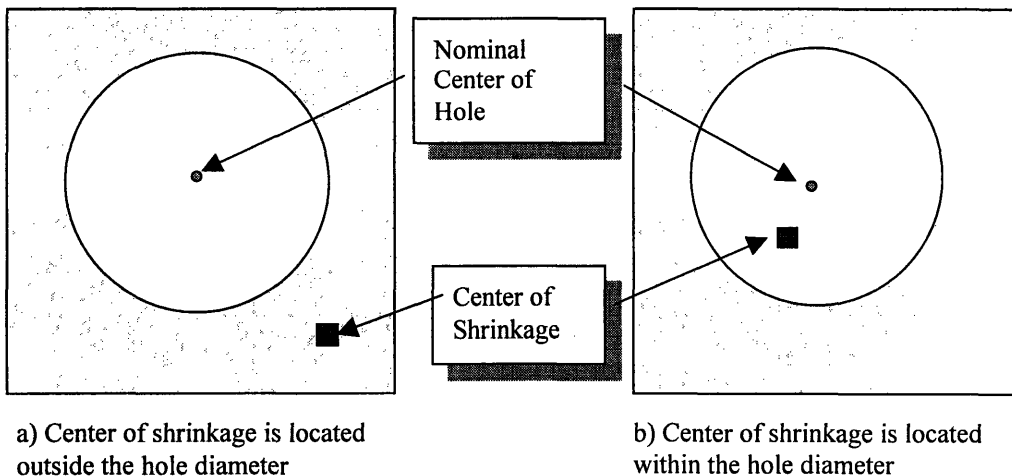 Nominal
Center of
Hole
Center of
Shrinkage
a) Center of shrinkage is located
outside the hole diameter
b) Center of shrinkage is located
within the hole diameter